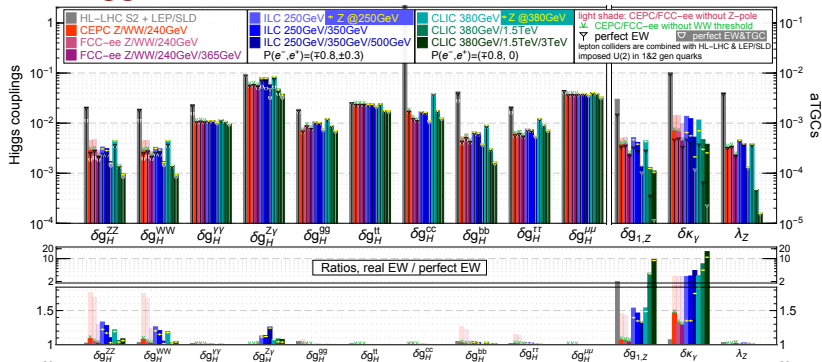 HL-LHC S2 + LEP/SLD
CEPC Z/WW/240GeV
FCC-ee Z/WW/240GeV
FCC-ee Z/WW/240GeV/365GeV
ILC 250GeV + Z @250GeV
ILC 250GeV/350GeV
ILC 250GeV/350GeV/500GeV
P(e⁻,e⁺)=(∓0.8,±0.3)
CLIC 380GeV + Z @380GeV
CLIC 380GeV/1.5TeV
CLIC 380GeV/1.5TeV/3TeV
P(e⁻,e⁺)=(∓0.8, 0)
light shade: CEPC/FCC-ee without Z-pole
CEPC/FCC-ee without WW threshold
perfect EW perfect EW&TGC
lepton colliders are combined with HL-LHC & LEP/SLD
imposed U(2) in 1&2 gen quarks
Higgs couplings
1
10⁻¹
10⁻²
10⁻³
10⁻⁴
aTGCs
10⁻¹
10⁻²
10⁻³
10⁻⁴
10⁻⁵
δg_H^ZZ δg_H^WW δg_H^γγ δg_H^Zγ δg_H^gg δg_H^tt δg_H^cc δg_H^bb δg_H^ττ δg_H^μμ δg_1,Z δκ_γ λ_Z
Ratios, real EW / perfect EW
20
10
2
1.5
1
20
10
2
1.5
1
δg_H^ZZ δg_H^WW δg_H^γγ δg_H^Zγ δg_H^gg δg_H^tt δg_H^cc δg_H^bb δg_H^ττ δg_H^μμ δg_1,Z δκ_γ λ_Z